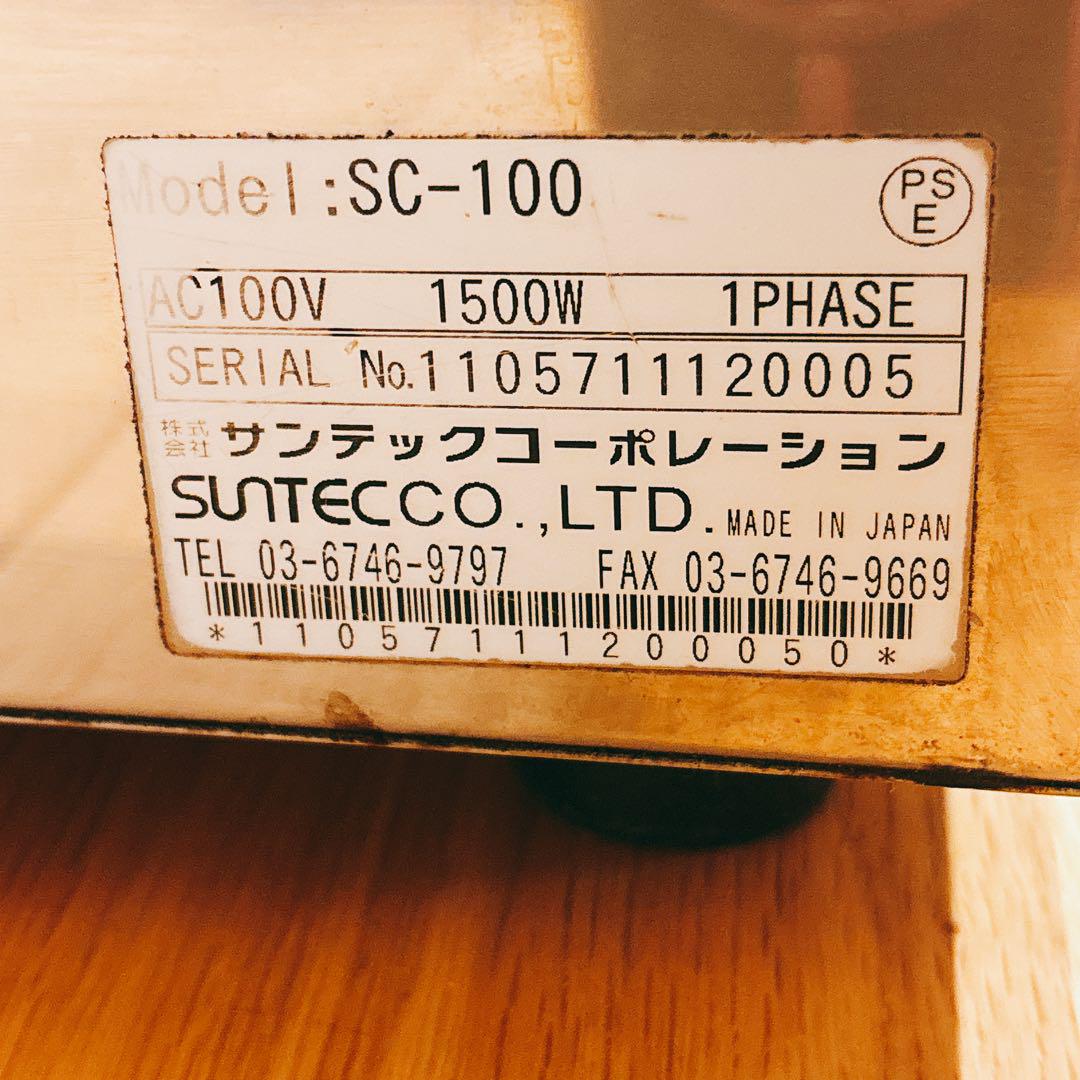 Model:SC-100
PS
E
AC100V 1500W 1PHASE
SERIAL No.1105711120005
株式会社 サンテックコーポレーション
SUNTECCO.,LTD. MADE IN JAPAN
TEL 03-6746-9797 FAX 03-6746-9669
*11057111200050*